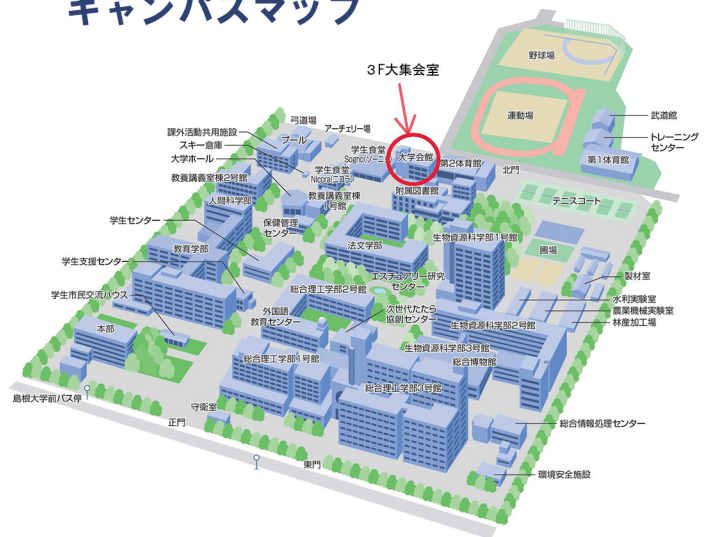 キャンパスマップ
3F大集会室
野球場
運動場
武道館
トレーニング
センター
第1体育館
弓道場
アーチェリー場
プール
課外活動共用施設
スキー倉庫
大学ホール
学生食堂
Sogno(ソーニョ)
大学会館
第2体育館
北門
学生食堂
Nicora(ニコラ)
教養講義室棟2号館
教養講義室棟
1号館
附属図書館
テニスコート
人間科学部
保健管理
センター
学生センター
法文学部
生物資源科学部1号館
圃場
教育学部
学生支援センター
エスチュアリー研究
センター
製材室
学生市民交流ハウス
総合理工学部2号館
水利実験室
農業機械実験室
林産加工場
外国語
教育センター
次世代たたら
協創センター
生物資源科学部2号館
本部
生物資源科学部3号館
総合博物館
総合理工学部1号館
総合理工学部3号館
島根大学前バス停
守衛室
正門
総合情報処理センター
東門
環境安全施設